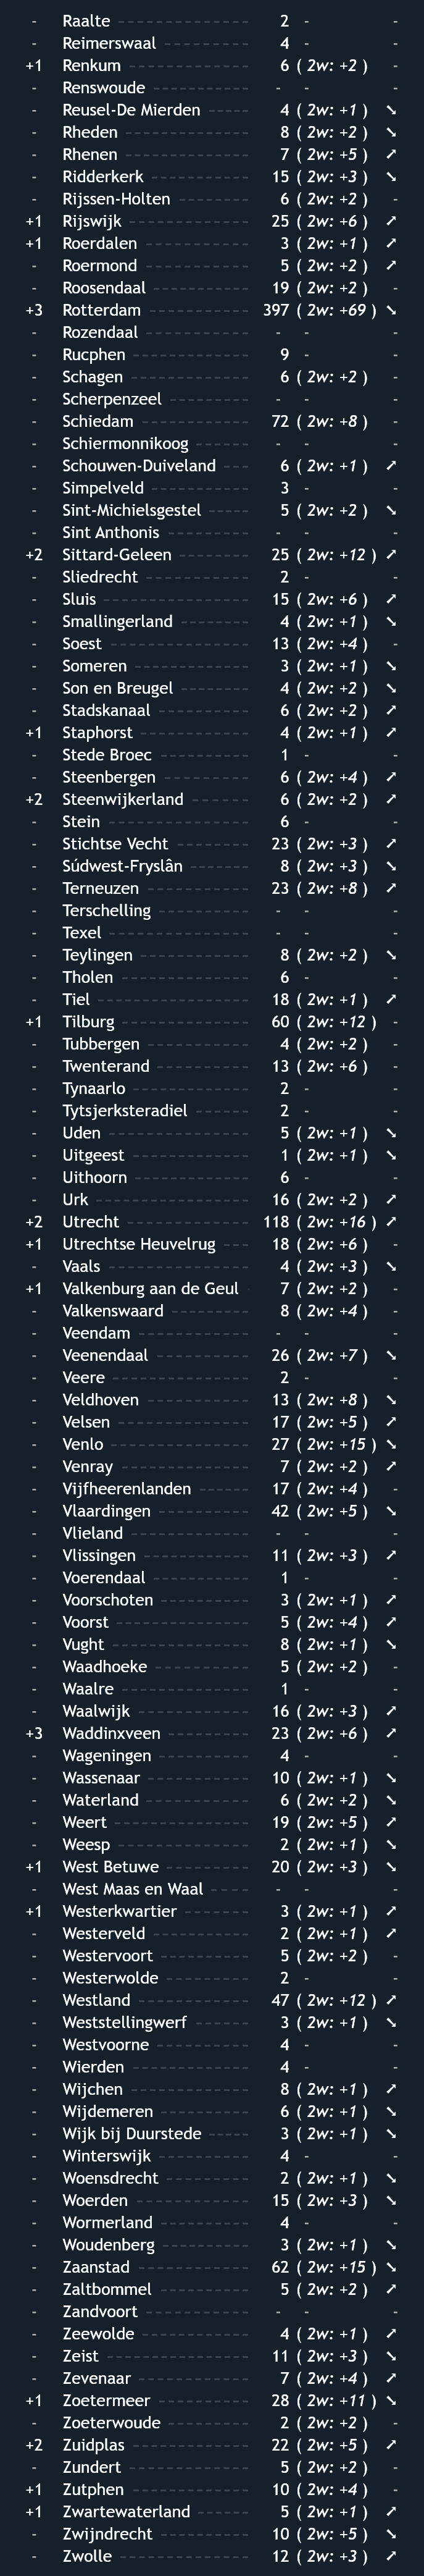 - Raalte 2 - -
- Reimerswaal 4 - -
+1 Renkum 6 ( 2w: +2 ) -
- Renswoude - - -
- Reusel-De Mierden 4 ( 2w: +1 ) ➘
- Rheden 8 ( 2w: +2 ) ➘
- Rhenen 7 ( 2w: +5 ) ➚
- Ridderkerk 15 ( 2w: +3 ) ➘
- Rijssen-Holten 6 ( 2w: +2 ) -
+1 Rijswijk 25 ( 2w: +6 ) ➚
+1 Roerdalen 3 ( 2w: +1 ) ➚
- Roermond 5 ( 2w: +2 ) ➚
- Roosendaal 19 ( 2w: +2 ) -
+3 Rotterdam 397 ( 2w: +69 ) ➘
- Rozendaal - - -
- Rucphen 9 - -
- Schagen 6 ( 2w: +2 ) -
- Scherpenzeel - - -
- Schiedam 72 ( 2w: +8 ) -
- Schiermonnikoog - - -
- Schouwen-Duiveland 6 ( 2w: +1 ) ➚
- Simpelveld 3 - -
- Sint-Michielsgestel 5 ( 2w: +2 ) ➘
- Sint Anthonis - - -
+2 Sittard-Geleen 25 ( 2w: +12 ) ➚
- Sliedrecht 2 - -
- Sluis 15 ( 2w: +6 ) ➚
- Smallingerland 4 ( 2w: +1 ) ➘
- Soest 13 ( 2w: +4 ) -
- Someren 3 ( 2w: +1 ) ➘
- Son en Breugel 4 ( 2w: +2 ) ➘
- Stadskanaal 6 ( 2w: +2 ) ➚
+1 Staphorst 4 ( 2w: +1 ) ➚
- Stede Broec 1 - -
- Steenbergen 6 ( 2w: +4 ) ➚
+2 Steenwijkerland 6 ( 2w: +2 ) ➚
- Stein 6 - -
- Stichtse Vecht 23 ( 2w: +3 ) ➚
- Súdwest-Fryslân 8 ( 2w: +3 ) ➘
- Terneuzen 23 ( 2w: +8 ) ➚
- Terschelling - - -
- Texel - - -
- Teylingen 8 ( 2w: +2 ) ➘
- Tholen 6 - -
- Tiel 18 ( 2w: +1 ) ➚
+1 Tilburg 60 ( 2w: +12 ) -
- Tubbergen 4 ( 2w: +2 ) -
- Twenterand 13 ( 2w: +6 ) -
- Tynaarlo 2 - -
- Tytsjerksteradiel 2 - -
- Uden 5 ( 2w: +1 ) ➘
- Uitgeest 1 ( 2w: +1 ) ➘
- Uithoorn 6 - -
- Urk 16 ( 2w: +2 ) ➚
+2 Utrecht 118 ( 2w: +16 ) ➚
+1 Utrechtse Heuvelrug 18 ( 2w: +6 ) -
- Vaals 4 ( 2w: +3 ) ➘
+1 Valkenburg aan de Geul 7 ( 2w: +2 ) -
- Valkenswaard 8 ( 2w: +4 ) -
- Veendam - - -
- Veenendaal 26 ( 2w: +7 ) ➘
- Veere 2 - -
- Veldhoven 13 ( 2w: +8 ) ➘
- Velsen 17 ( 2w: +5 ) ➚
- Venlo 27 ( 2w: +15 ) ➘
- Venray 7 ( 2w: +2 ) ➚
- Vijfheerenlanden 17 ( 2w: +4 ) -
- Vlaardingen 42 ( 2w: +5 ) ➘
- Vlieland - - -
- Vlissingen 11 ( 2w: +3 ) ➚
- Voerendaal 1 - -
- Voorschoten 3 ( 2w: +1 ) ➚
- Voorst 5 ( 2w: +4 ) ➚
- Vught 8 ( 2w: +1 ) ➘
- Waadhoeke 5 ( 2w: +2 ) -
- Waalre 1 - -
- Waalwijk 16 ( 2w: +3 ) ➚
+3 Waddinxveen 23 ( 2w: +6 ) ➚
- Wageningen 4 - -
- Wassenaar 10 ( 2w: +1 ) ➘
- Waterland 6 ( 2w: +2 ) ➘
- Weert 19 ( 2w: +5 ) ➚
- Weesp 2 ( 2w: +1 ) ➘
+1 West Betuwe 20 ( 2w: +3 ) ➘
- West Maas en Waal - - -
+1 Westerkwartier 3 ( 2w: +1 ) ➚
- Westerveld 2 ( 2w: +1 ) ➚
- Westervoort 5 ( 2w: +2 ) -
- Westerwolde 2 - -
- Westland 47 ( 2w: +12 ) ➚
- Weststellingwerf 3 ( 2w: +1 ) ➘
- Westvoorne 4 - -
- Wierden 4 - -
- Wijchen 8 ( 2w: +1 ) ➚
- Wijdemeren 6 ( 2w: +1 ) ➘
- Wijk bij Duurstede 3 ( 2w: +1 ) ➘
- Winterswijk 4 - -
- Woensdrecht 2 ( 2w: +1 ) ➘
- Woerden 15 ( 2w: +3 ) ➘
- Wormerland 4 - -
- Woudenberg 3 ( 2w: +1 ) ➘
- Zaanstad 62 ( 2w: +15 ) ➘
- Zaltbommel 5 ( 2w: +2 ) ➚
- Zandvoort - - -
- Zeewolde 4 ( 2w: +1 ) ➚
- Zeist 11 ( 2w: +3 ) ➘
- Zevenaar 7 ( 2w: +4 ) ➚
+1 Zoetermeer 28 ( 2w: +11 ) ➘
- Zoeterwoude 2 ( 2w: +2 ) -
+2 Zuidplas 22 ( 2w: +5 ) ➚
- Zundert 5 ( 2w: +2 ) -
+1 Zutphen 10 ( 2w: +4 ) -
+1 Zwartewaterland 5 ( 2w: +1 ) ➚
- Zwijndrecht 10 ( 2w: +5 ) ➘
- Zwolle 12 ( 2w: +3 ) ➚